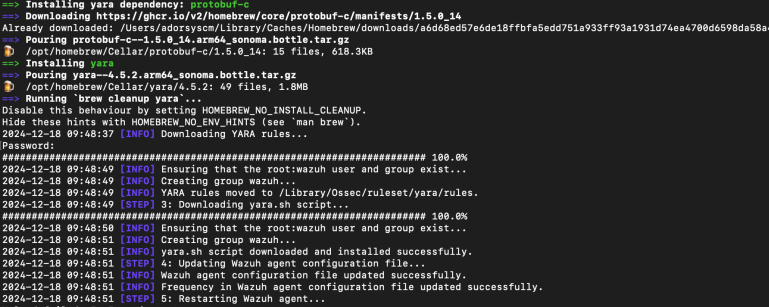 ==> Installing yara dependency: protobuf-c
==> Downloading https://ghcr.io/v2/homebrew/core/protobuf-c/manifests/1.5.0_14
Already downloaded: /Users/adorsyscm/Library/Caches/Homebrew/downloads/a6d68ed57e6de18ffbfa5edd751a933ff93a1931d74ea4700d6598da58a
==> Pouring protobuf-c--1.5.0_14.arm64_sonoma.bottle.tar.gz
🍺  /opt/homebrew/Cellar/protobuf-c/1.5.0_14: 15 files, 618.3KB
==> Installing yara
==> Pouring yara--4.5.2.arm64_sonoma.bottle.tar.gz
🍺  /opt/homebrew/Cellar/yara/4.5.2: 49 files, 1.8MB
==> Running `brew cleanup yara`...
Disable this behaviour by setting HOMEBREW_NO_INSTALL_CLEANUP.
Hide these hints with HOMEBREW_NO_ENV_HINTS (see `man brew`).
2024-12-18 09:48:37 [INFO] Downloading YARA rules...
Password:
######################################################################## 100.0%
2024-12-18 09:48:49 [INFO] Ensuring that the root:wazuh user and group exist...
2024-12-18 09:48:49 [INFO] Creating group wazuh...
2024-12-18 09:48:49 [INFO] YARA rules moved to /Library/Ossec/ruleset/yara/rules.
2024-12-18 09:48:49 [STEP] 3: Downloading yara.sh script...
######################################################################## 100.0%
2024-12-18 09:48:50 [INFO] Ensuring that the root:wazuh user and group exist...
2024-12-18 09:48:51 [INFO] Creating group wazuh...
2024-12-18 09:48:51 [INFO] yara.sh script downloaded and installed successfully.
2024-12-18 09:48:51 [STEP] 4: Updating Wazuh agent configuration file...
2024-12-18 09:48:51 [INFO] Wazuh agent configuration file updated successfully.
2024-12-18 09:48:51 [INFO] Frequency in Wazuh agent configuration file updated successfully.
2024-12-18 09:48:51 [STEP] 5: Restarting Wazuh agent...